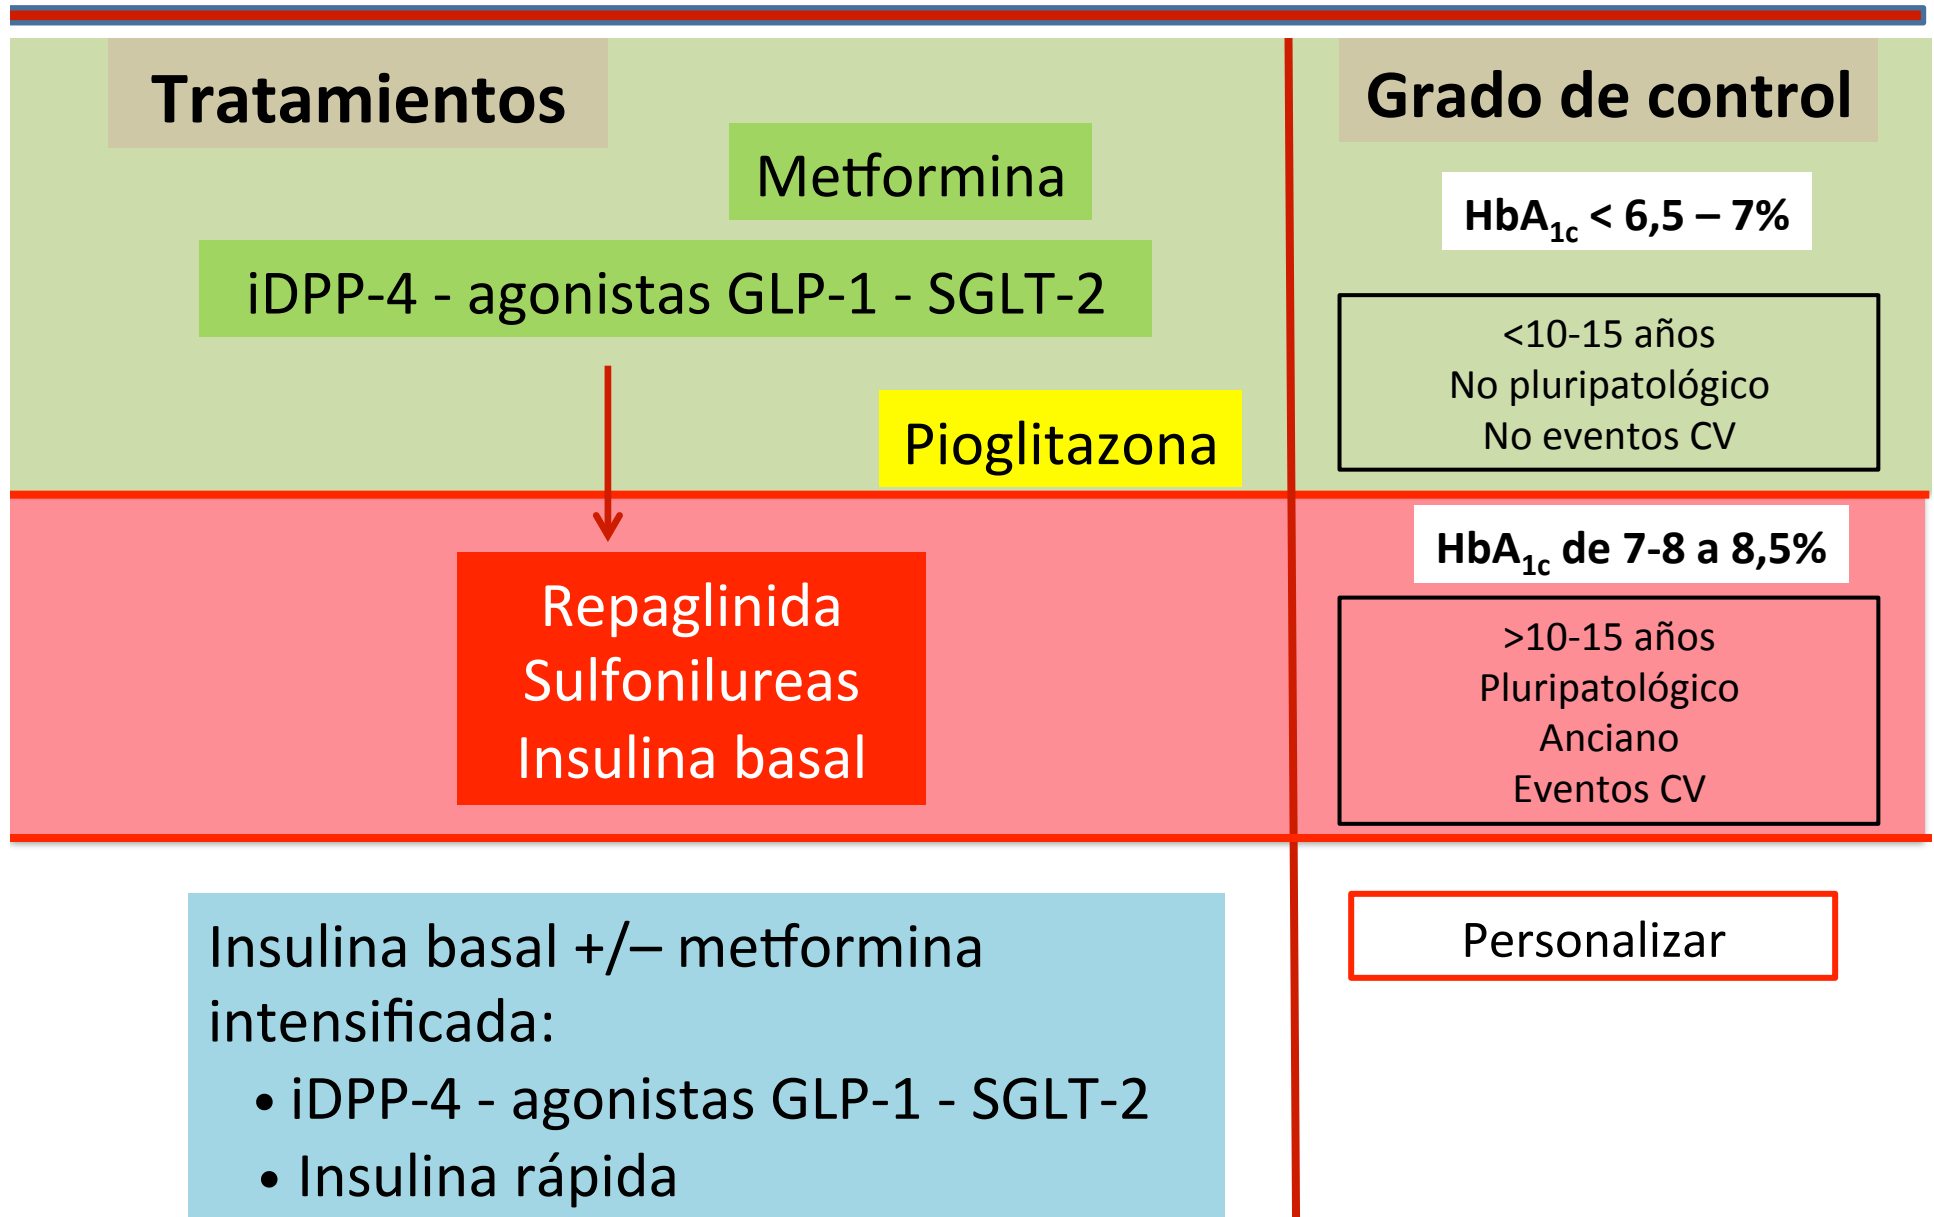 Tratamientos
Metformina
iDPP-4 - agonistas GLP-1 - SGLT-2
Pioglitazona
Repaglinida
Sulfonilureas
Insulina basal
Insulina basal +/– metformina
intensificada:
• iDPP-4 - agonistas GLP-1 - SGLT-2
• Insulina rápida
Grado de control
HbA1c < 6,5 – 7%
<10-15 años
No pluripatológico
No eventos CV
HbA1c de 7-8 a 8,5%
>10-15 años
Pluripatológico
Anciano
Eventos CV
Personalizar